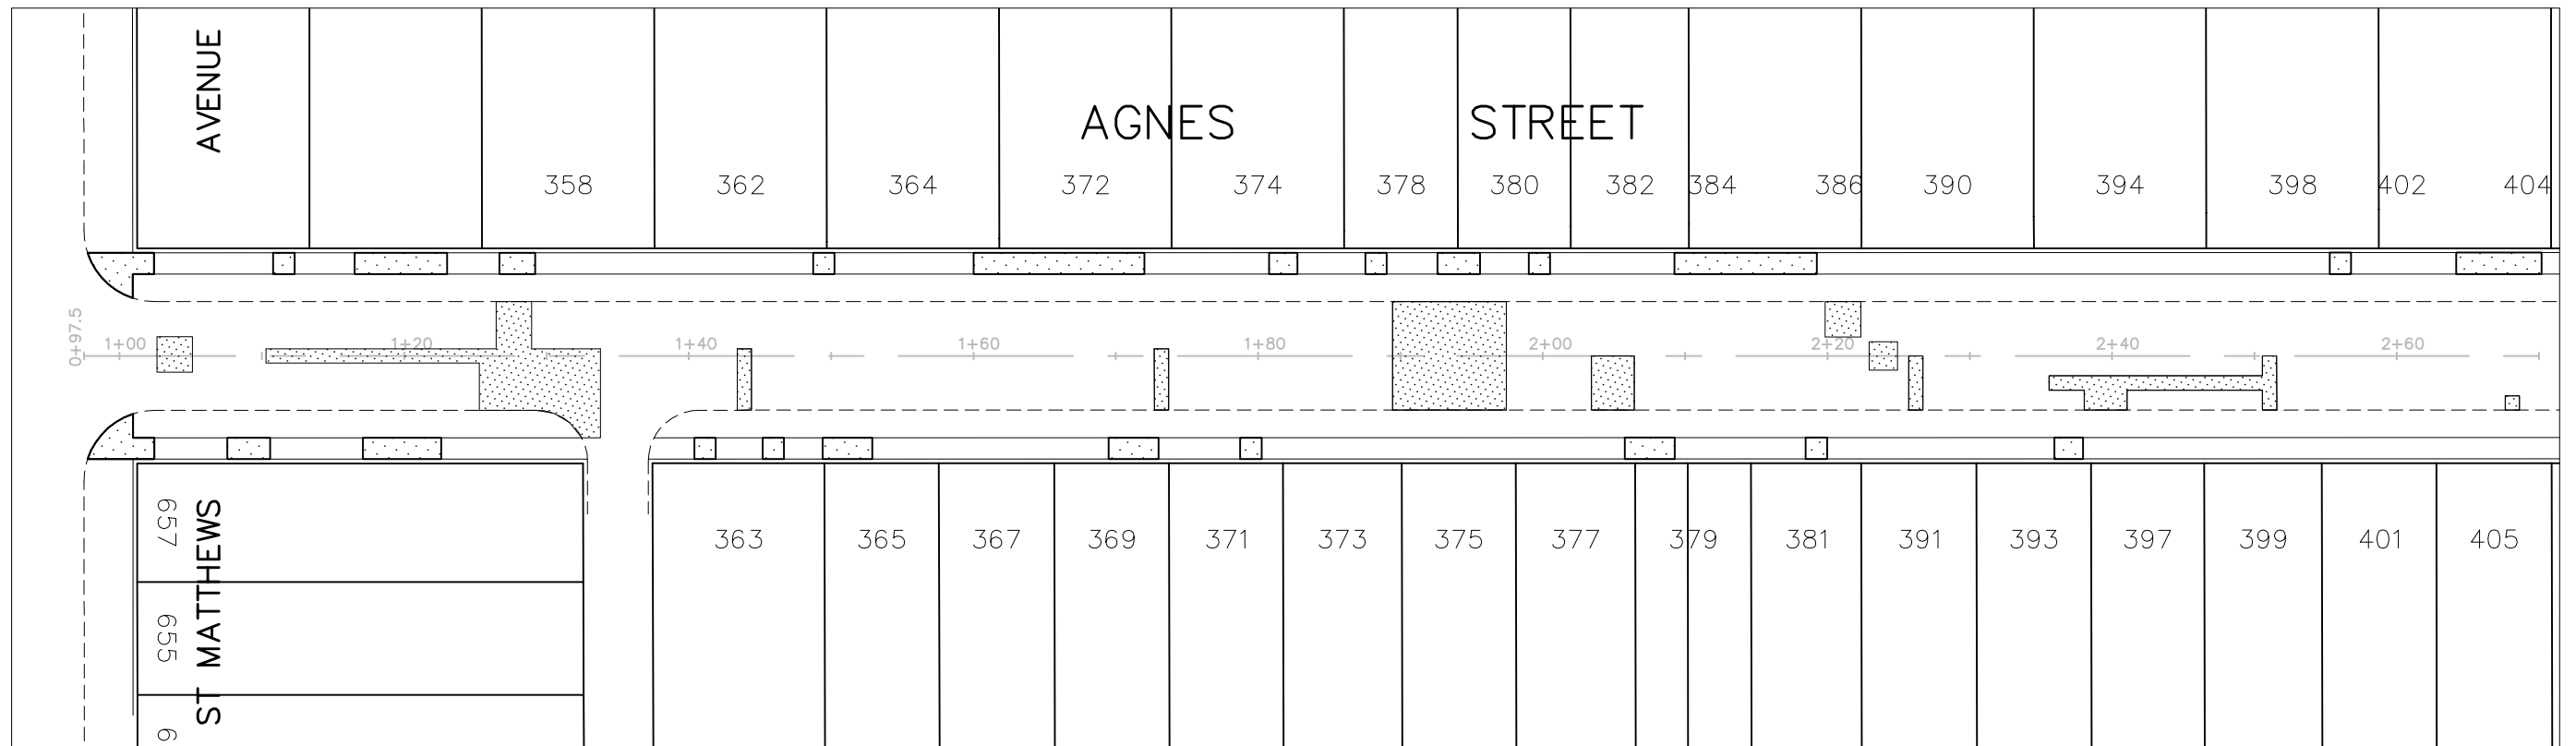 AVENUE
AGNES STREET
358 362 364 372 374 378 380 382 384 386 390 394 398 402 404
0+97.5
1+00 1+20 1+40 1+60 1+80 2+00 2+20 2+40 2+60
657
655
6
ST MATTHEWS
363 365 367 369 371 373 375 377 379 381 391 393 397 399 401 405